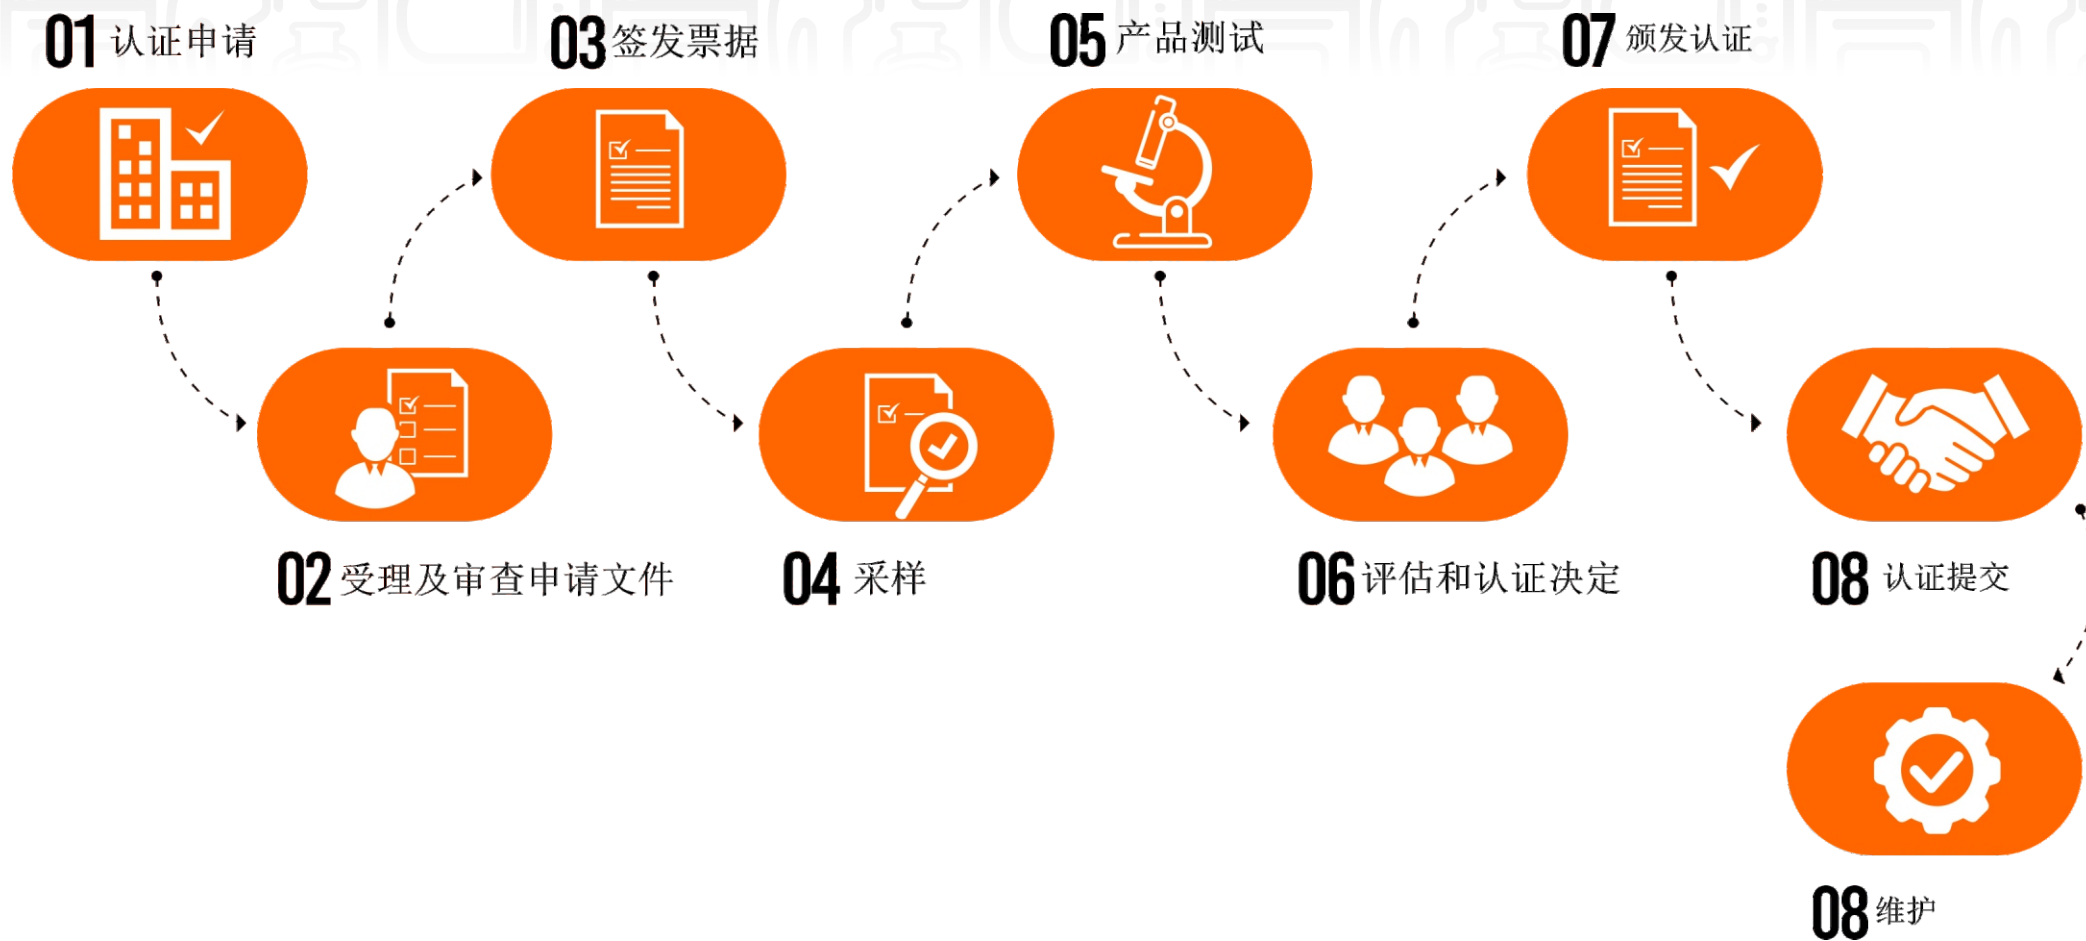 01 认证申请
03 签发票据
05 产品测试
07 颁发认证
02 受理及审查申请文件
04 采样
06 评估和认证决定
08 认证提交
08 维护